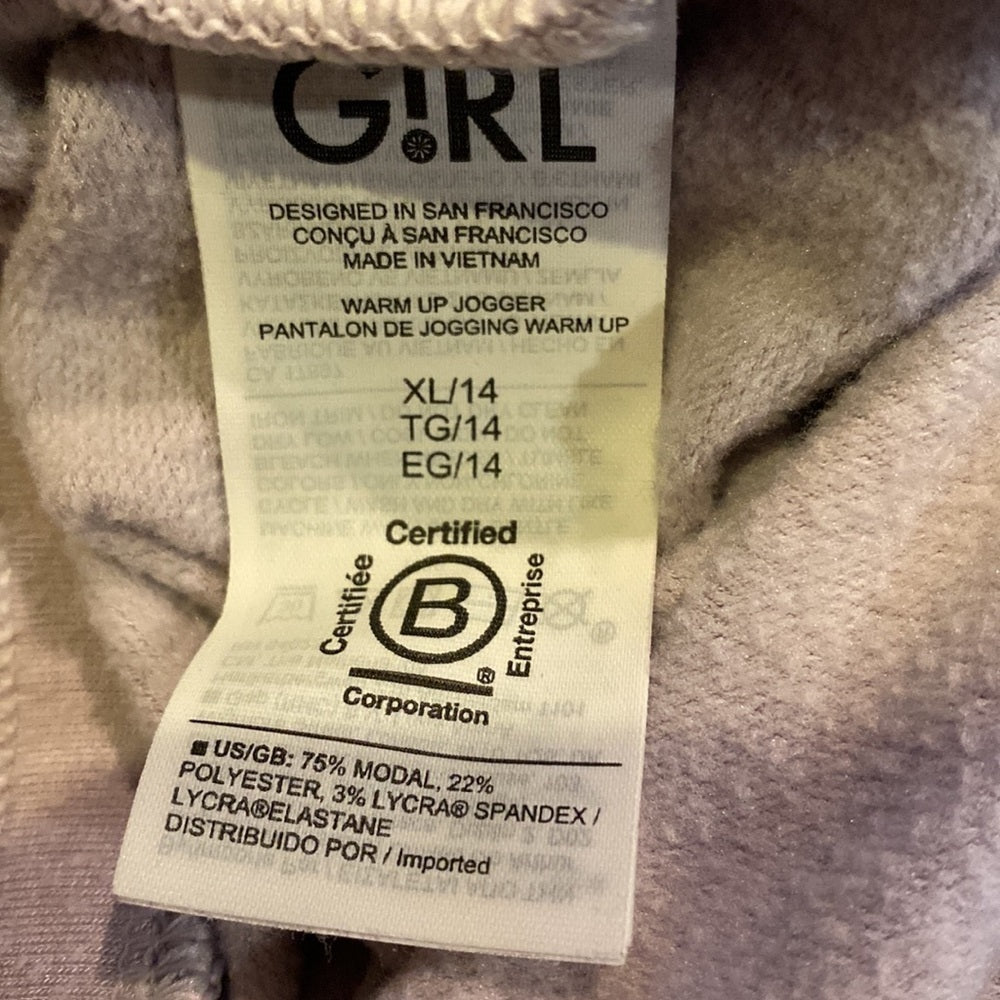 G!RL
DESIGNED IN SAN FRANCISCO
CONÇU À SAN FRANCISCO
MADE IN VIETNAM
WARM UP JOGGER
PANTALON DE JOGGING WARM UP
XL/14
TG/14
EG/14
Certified
Certifiée
B
Entreprise
®
Corporation
US/GB: 75% MODAL, 22%
POLYESTER, 3% LYCRA® SPANDEX /
LYCRA®ELASTANE
DISTRIBUIDO POR / Imported